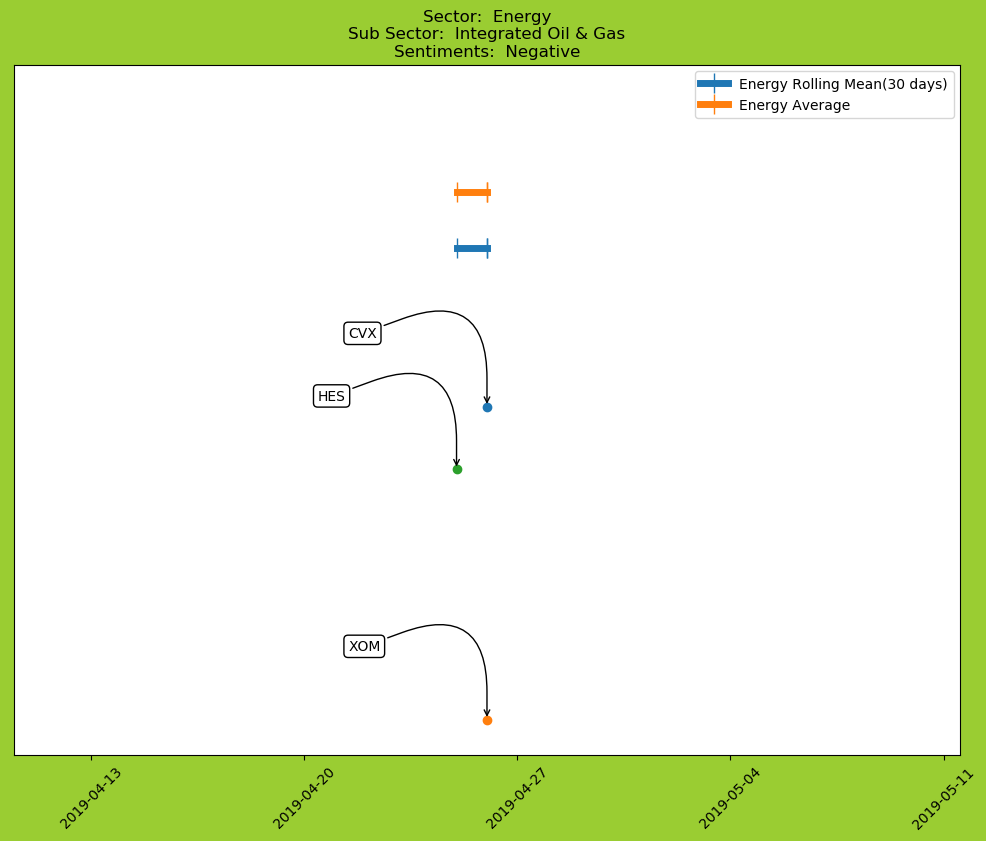 Sector:  Energy
Sub Sector:  Integrated Oil & Gas
Sentiments:  Negative
Energy Rolling Mean(30 days)
Energy Average
CVX
HES
XOM
2019-04-13
2019-04-20
2019-04-27
2019-05-04
2019-05-11